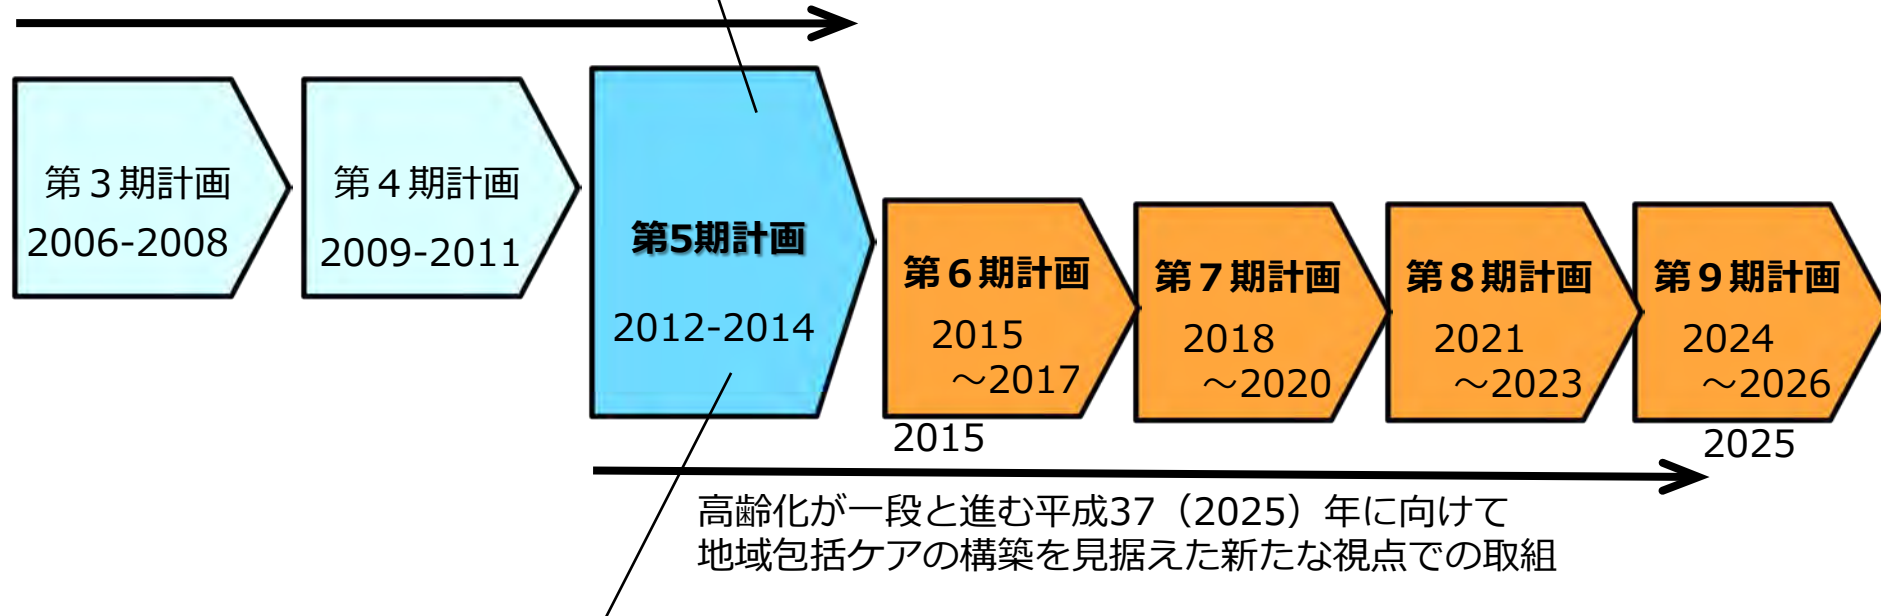 第３期計画
2006-2008
第４期計画
2009-2011
第5期計画
2012-2014
第６期計画
2015
～2017
第７期計画
2018
～2020
第８期計画
2021
～2023
第９期計画
2024
～2026
2015
2025
高齢化が一段と進む平成37（2025）年に向けて
地域包括ケアの構築を見据えた新たな視点での取組